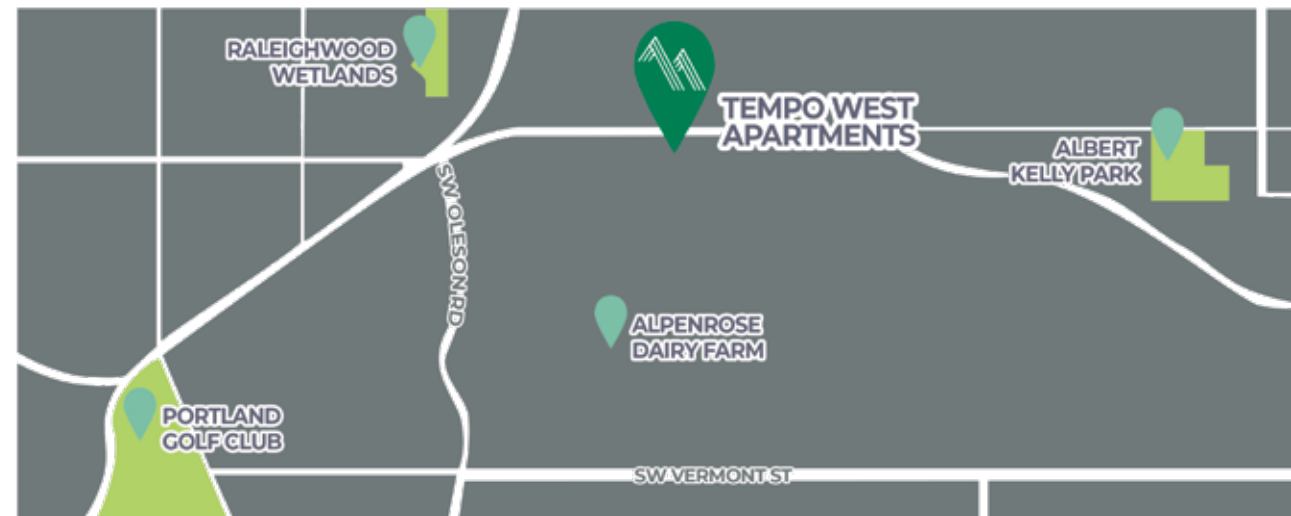 RALEIGHWOOD
WETLANDS
TEMPO WEST
APARTMENTS
ALBERT
KELLY PARK
SW OLESON RD
ALPENROSE
DAIRY FARM
PORTLAND
GOLF CLUB
SW VERMONT ST